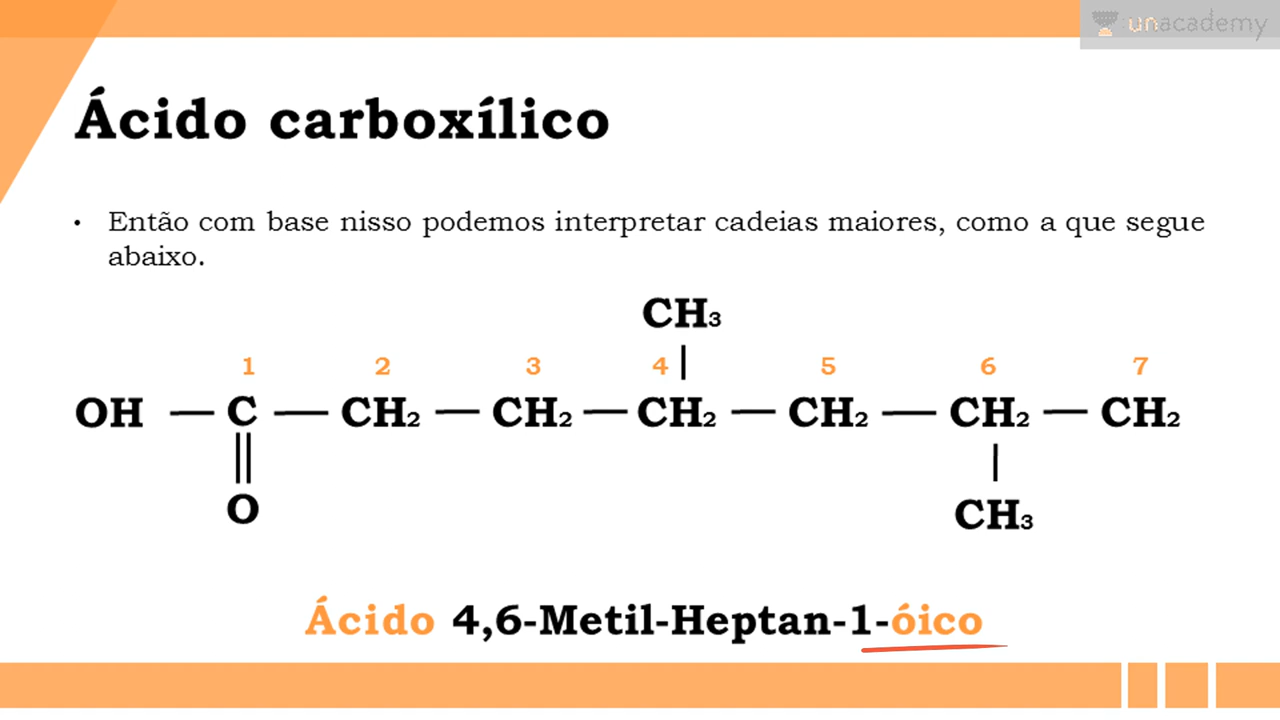 unacademy
Ácido carboxílico
• Então com base nisso podemos interpretar cadeias maiores, como a que segue
abaixo.
CH₃
1 2 3 4 5 6 7
OH — C — CH₂ — CH₂ — CH₂ — CH₂ — CH₂ — CH₂
O
CH₃
Ácido 4,6-Metil-Heptan-1-óico